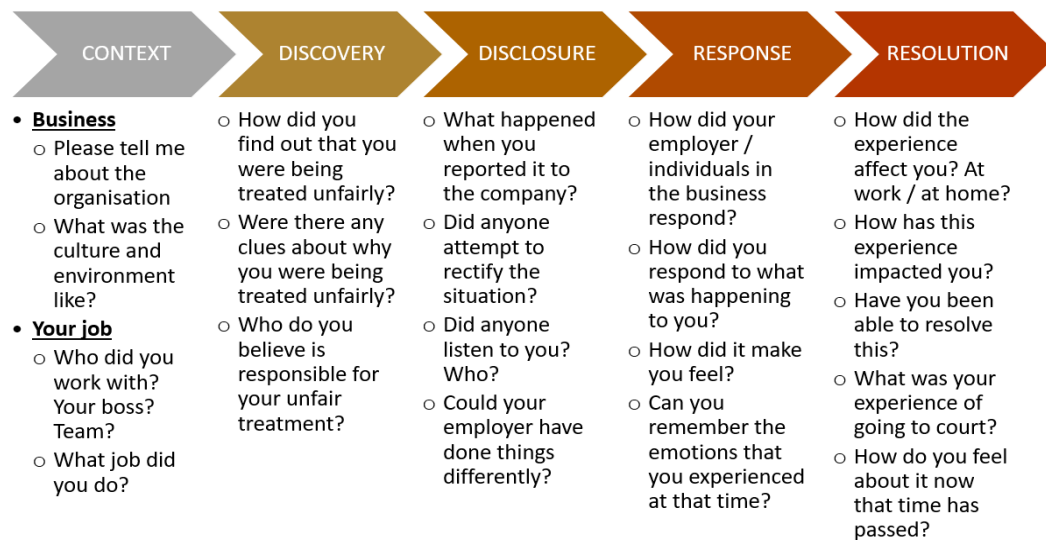 CONTEXT
DISCOVERY
DISCLOSURE
RESPONSE
RESOLUTION
• Business
o Please tell me
about the
organisation
o What was the
culture and
environment
like?
• Your job
o Who did you
work with?
Your boss?
Team?
o What job did
you do?
o How did you
find out that you
were being
treated unfairly?
o Were there any
clues about why
you were being
treated unfairly?
o Who do you
believe is
responsible for
your unfair
treatment?
o What happened
when you
reported it to
the company?
o Did anyone
attempt to
rectify the
situation?
o Did anyone
listen to you?
Who?
o Could your
employer have
done things
differently?
o How did your
employer /
individuals in
the business
respond?
o How did you
respond to what
was happening
to you?
o How did it make
you feel?
o Can you
remember the
emotions that
you experienced
at that time?
o How did the
experience
affect you? At
work / at home?
o How has this
experience
impacted you?
o Have you been
able to resolve
this?
o What was your
experience of
going to court?
o How do you feel
about it now
that time has
passed?